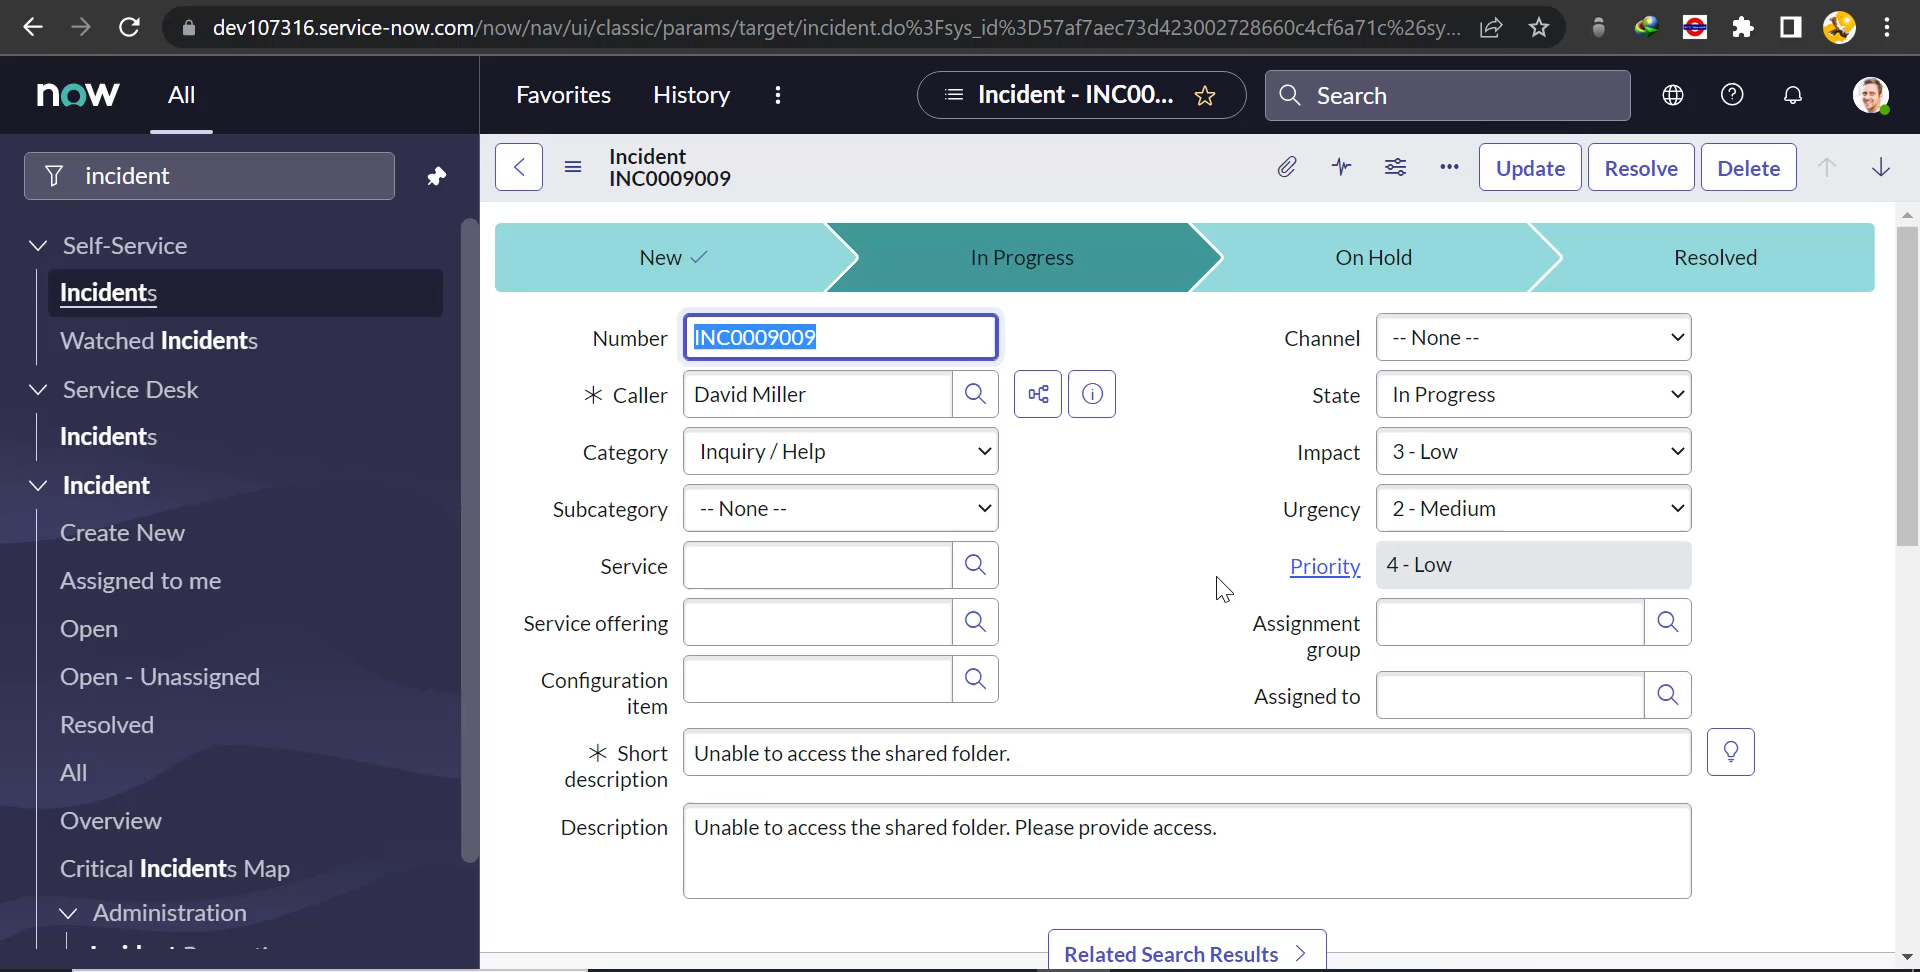 dev107316.service-now.com/now/nav/ui/classic/params/target/incident.do%3Fsys_id%3D57af7aec73d423002728660c4cf6a71c%26sy...
now
All
Favorites
History
Incident - INC00...
Search
incident
Self-Service
Incidents
Watched Incidents
Service Desk
Incidents
Incident
Create New
Assigned to me
Open
Open - Unassigned
Resolved
All
Overview
Critical Incidents Map
Administration
Incident
INC0009009
Update
Resolve
Delete
New
In Progress
On Hold
Resolved
Number
INC0009009
Channel
-- None --
Caller
David Miller
State
In Progress
Category
Inquiry / Help
Impact
3 - Low
Subcategory
-- None --
Urgency
2 - Medium
Service
Priority
4 - Low
Service offering
Assignment
group
Configuration
item
Assigned to
Short
description
Unable to access the shared folder.
Description
Unable to access the shared folder. Please provide access.
Related Search Results